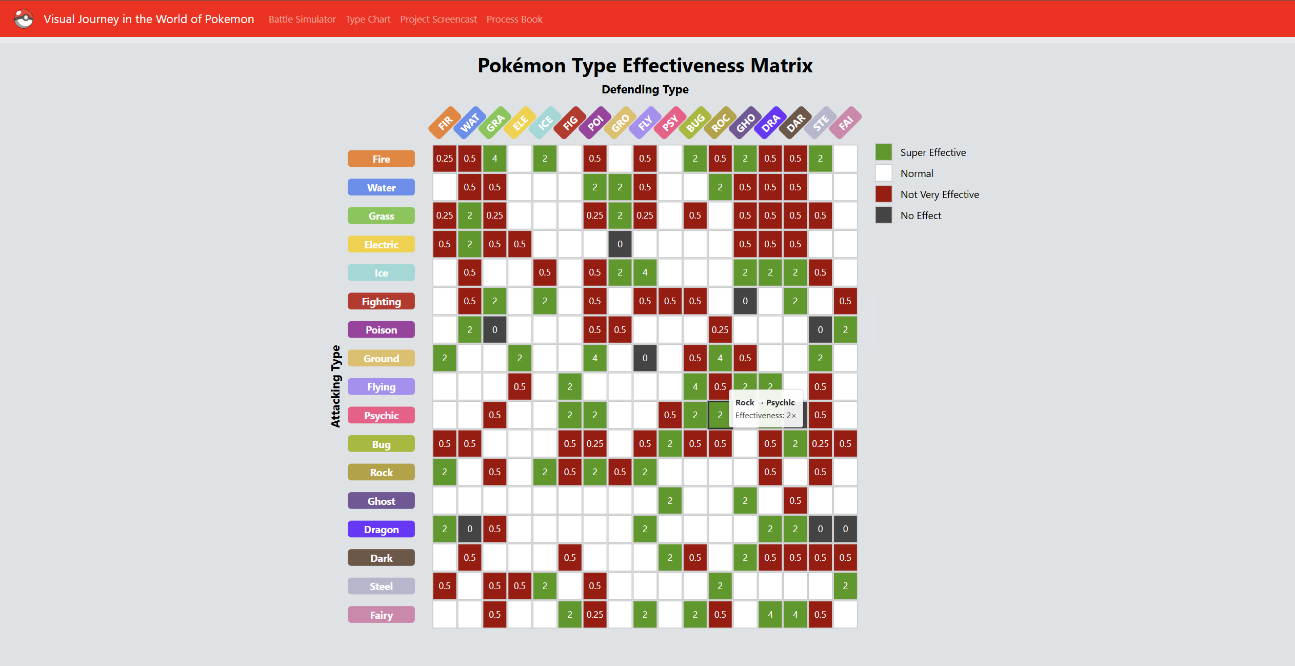 Visual Journey in the World of Pokemon Battle Simulator Type Chart Project Screencast Process Book
Pokémon Type Effectiveness Matrix
Defending Type
FIR WAT GRA ELE ICE FIG POI GRO FLY PSY BUG ROC GHO DRA DAR STE FAI
Attacking Type
Fire 0.25 0.5 4 2 0.5 0.5 2 0.5 2 0.5 0.5 2
Water 0.5 0.5 2 2 0.5 2 0.5 0.5 0.5
Grass 0.25 2 0.25 0.25 2 0.25 0.5 0.5 0.5 0.5 0.5
Electric 0.5 2 0.5 0.5 0 0.5 0.5 0.5
Ice 0.5 0.5 0.5 2 4 2 2 2 0.5
Fighting 0.5 2 2 0.5 0.5 0.5 0.5 0 2 0.5
Poison 2 0 0.5 0.5 0.25 0 2
Ground 2 2 4 0 0.5 4 0.5 2
Flying 0.5 2 4 0.5 2 2 0.5
Psychic 0.5 2 2 0.5 2 2 0.5
Rock → Psychic
Effectiveness: 2×
Bug 0.5 0.5 0.5 0.25 0.5 2 0.5 0.5 0.5 2 0.25 0.5
Rock 2 0.5 2 0.5 2 0.5 2 0.5 0.5
Ghost 2 2 0.5
Dragon 2 0 0.5 2 2 2 0 0
Dark 0.5 0.5 2 0.5 2 0.5 0.5 0.5 0.5
Steel 0.5 0.5 0.5 2 0.5 2 2
Fairy 0.5 2 0.25 2 2 0.5 4 4 0.5
Super Effective
Normal
Not Very Effective
No Effect